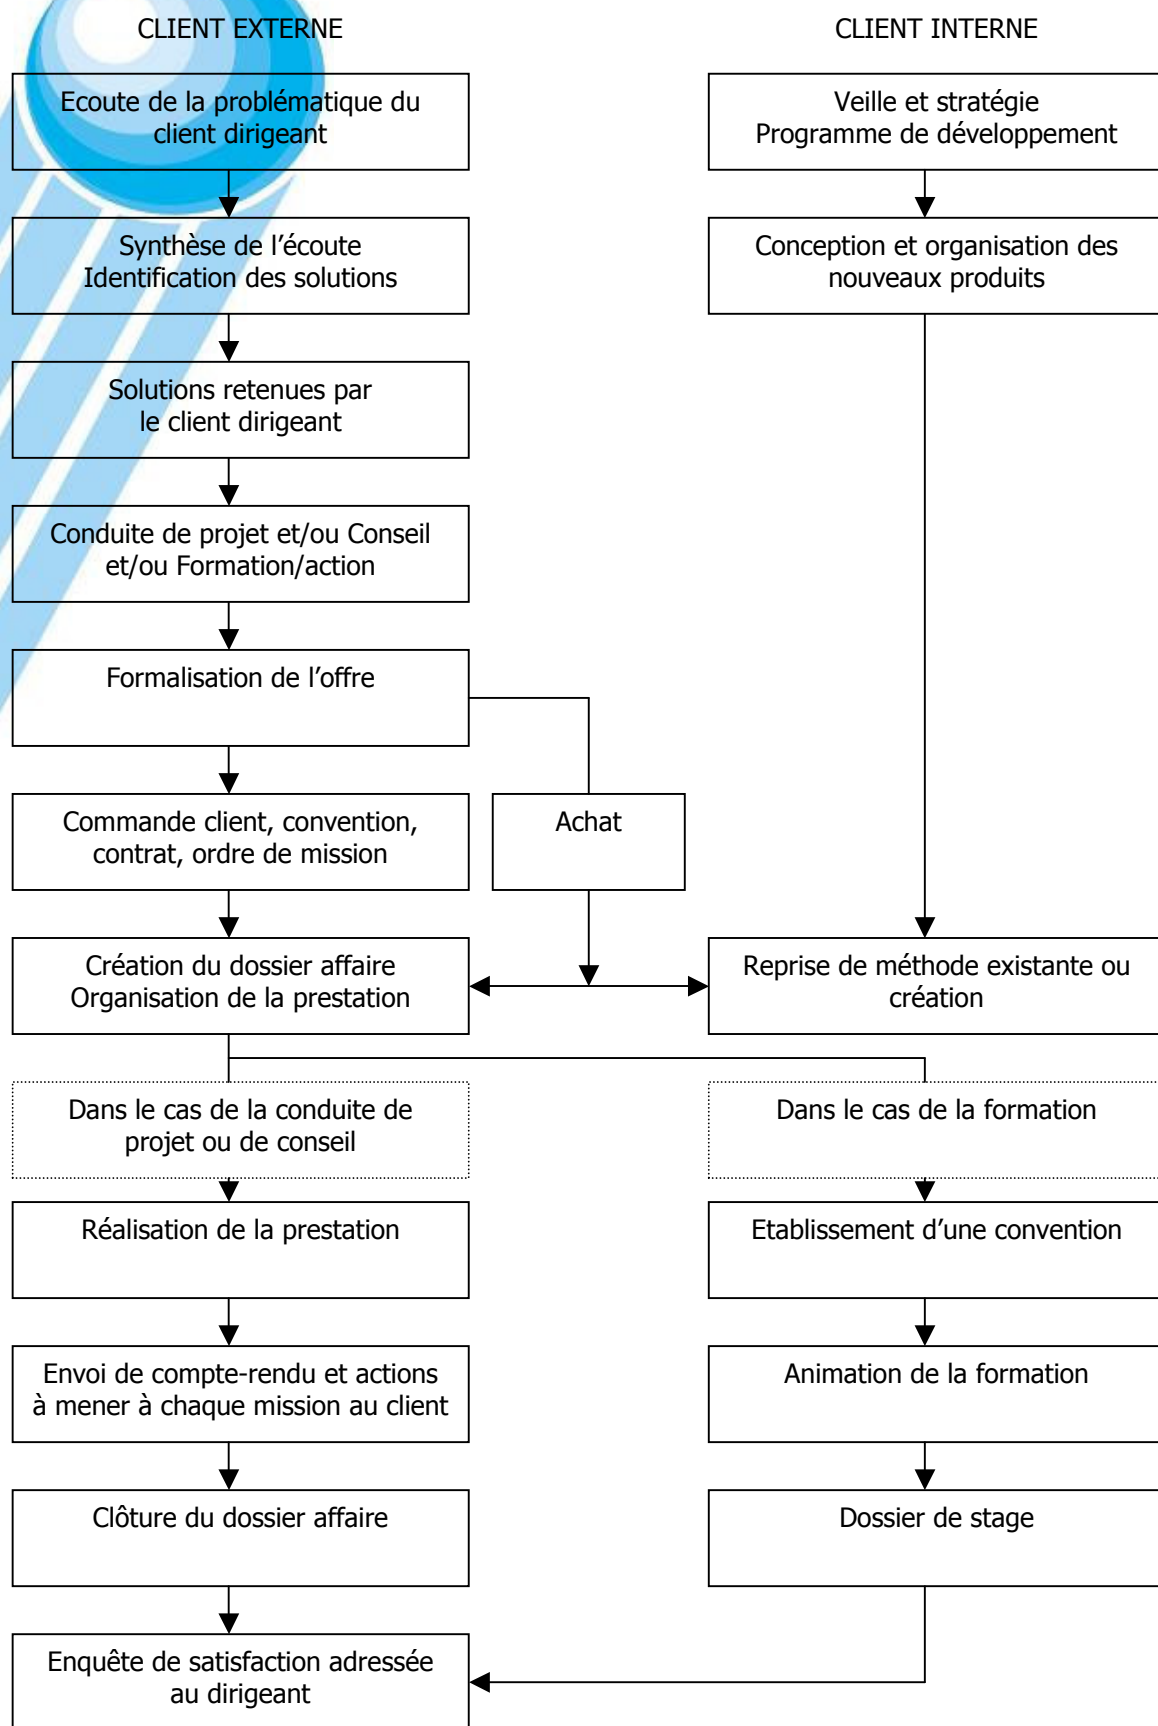 CLIENT EXTERNE
CLIENT INTERNE
Ecoute de la problématique du
client dirigeant
Veille et stratégie
Programme de développement
Synthèse de l’écoute
Identification des solutions
Conception et organisation des
nouveaux produits
Solutions retenues par
le client dirigeant
Conduite de projet et/ou Conseil
et/ou Formation/action
Formalisation de l’offre
Commande client, convention,
contrat, ordre de mission
Achat
Création du dossier affaire
Organisation de la prestation
Reprise de méthode existante ou
création
Dans le cas de la conduite de
projet ou de conseil
Dans le cas de la formation
Réalisation de la prestation
Etablissement d’une convention
Envoi de compte-rendu et actions
à mener à chaque mission au client
Animation de la formation
Clôture du dossier affaire
Dossier de stage
Enquête de satisfaction adressée
au dirigeant